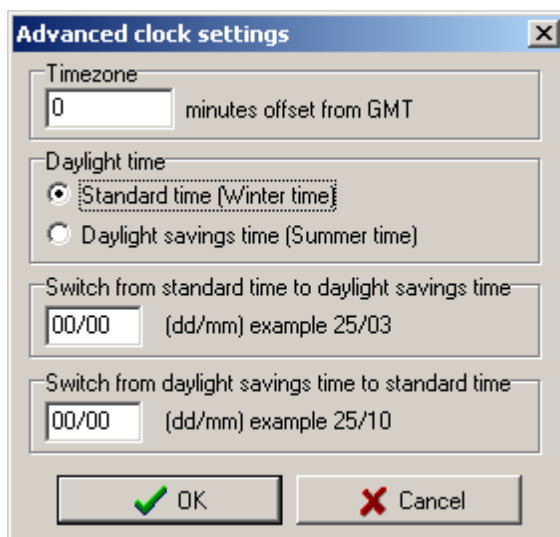 Advanced clock settings
Timezone
0 minutes offset from GMT
Daylight time
Standard time (Winter time)
Daylight savings time (Summer time)
Switch from standard time to daylight savings time
00/00 (dd/mm) example 25/03
Switch from daylight savings time to standard time
00/00 (dd/mm) example 25/10
OK Cancel